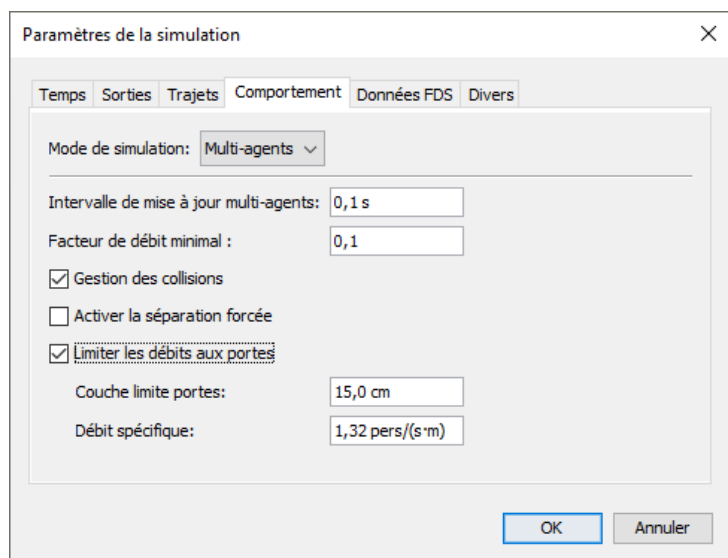 Paramètres de la simulation
Temps Sorties Trajets Comportement Données FDS Divers
Mode de simulation: Multi-agents
Intervalle de mise à jour multi-agents: 0,1 s
Facteur de débit minimal : 0,1
Gestion des collisions
Activer la séparation forcée
Limiter les débits aux portes
Couche limite portes: 15,0 cm
Débit spécifique: 1,32 pers/(s·m)
OK Annuler